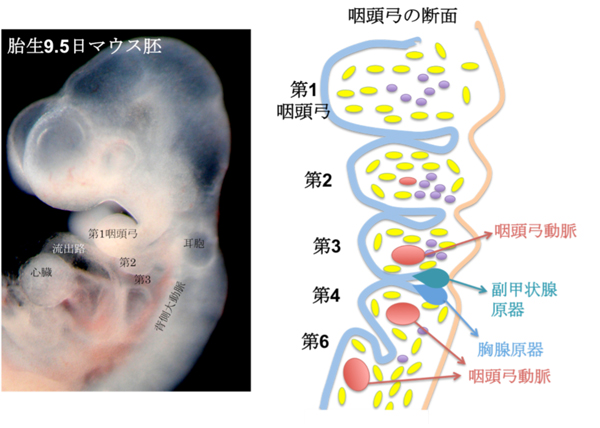 胎生9.5日マウス胚
第1咽頭弓
流出路
耳胞
第2
心臓
第3
背側大動脈
咽頭弓の断面
第1
咽頭弓
第2
第3
咽頭弓動脈
第4
副甲状腺
原器
第6
胸腺原器
咽頭弓動脈